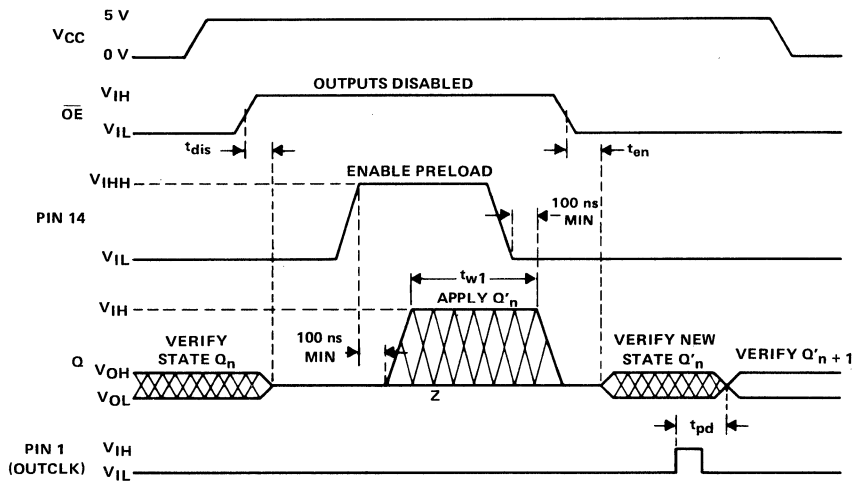 5 V
VCC
0 V
VIH
OUTPUTS DISABLED
OE
VIL
tdis
ten
ENABLE PRELOAD
VIHH
100 ns
MIN
PIN 14
VIL
tw1
VIH
APPLY Q'n
VERIFY
STATE Qn
100 ns
MIN
VERIFY NEW
STATE Q'n
VERIFY Q'n + 1
Q
VOH
VOL
Z
tpd
PIN 1
(OUTCLK)
VIH
VIL